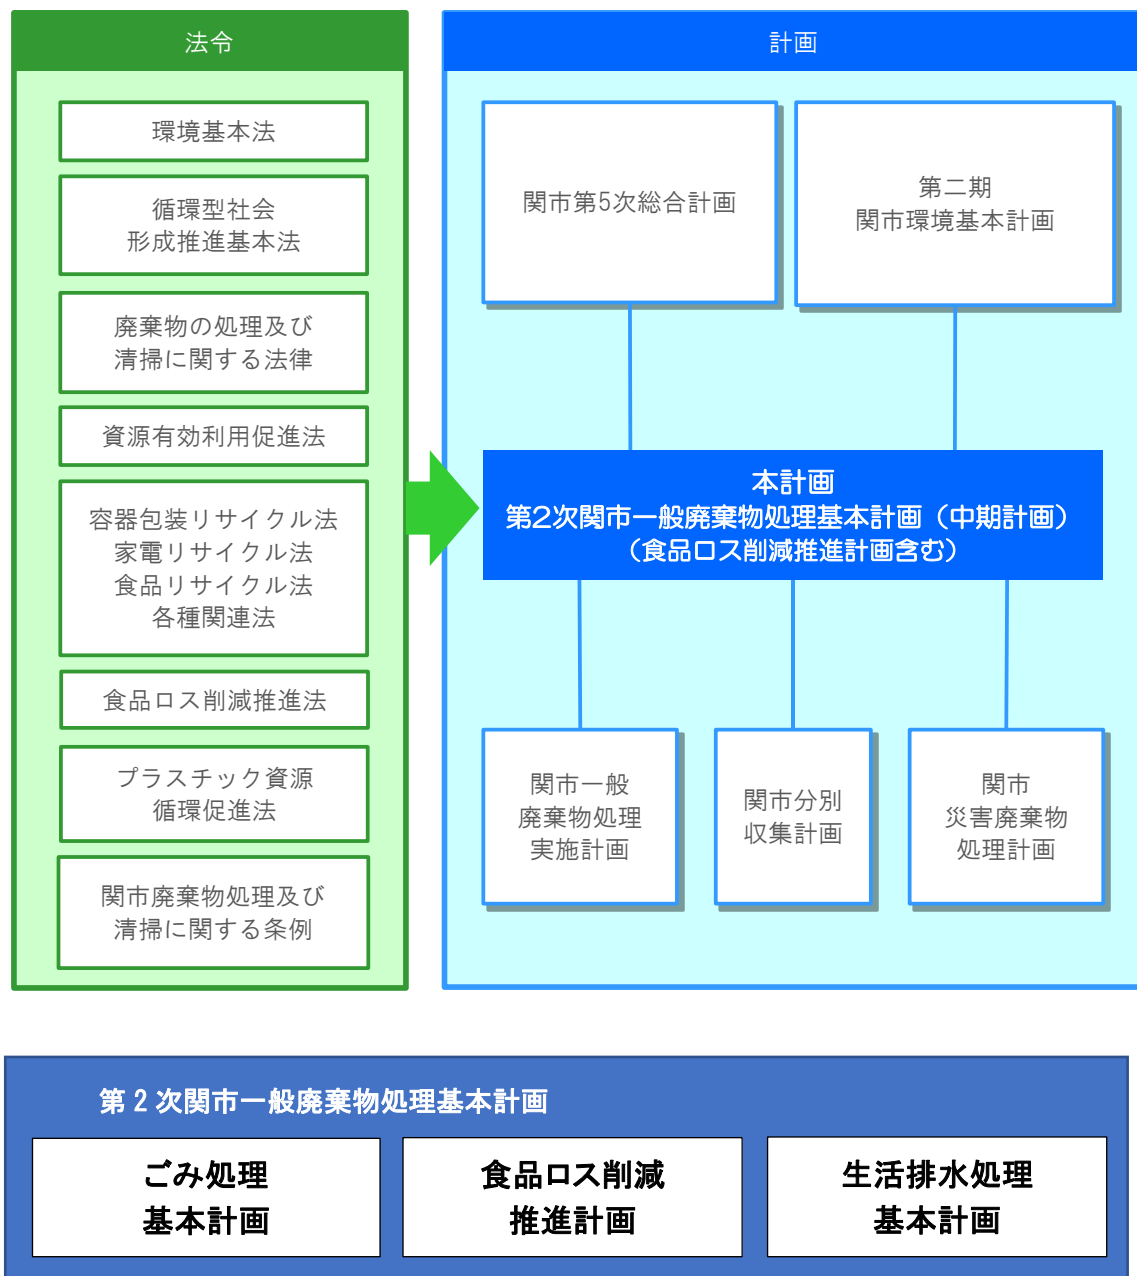 法令
環境基本法
循環型社会
形成推進基本法
廃棄物の処理及び
清掃に関する法律
資源有効利用促進法
容器包装リサイクル法
家電リサイクル法
食品リサイクル法
各種関連法
食品ロス削減推進法
プラスチック資源
循環促進法
関市廃棄物処理及び
清掃に関する条例
計画
関市第5次総合計画
第二期
関市環境基本計画
本計画
第2次関市一般廃棄物処理基本計画（中期計画）
（食品ロス削減推進計画含む）
関市一般
廃棄物処理
実施計画
関市分別
収集計画
関市
災害廃棄物
処理計画
第2次関市一般廃棄物処理基本計画
ごみ処理
基本計画
食品ロス削減
推進計画
生活排水処理
基本計画